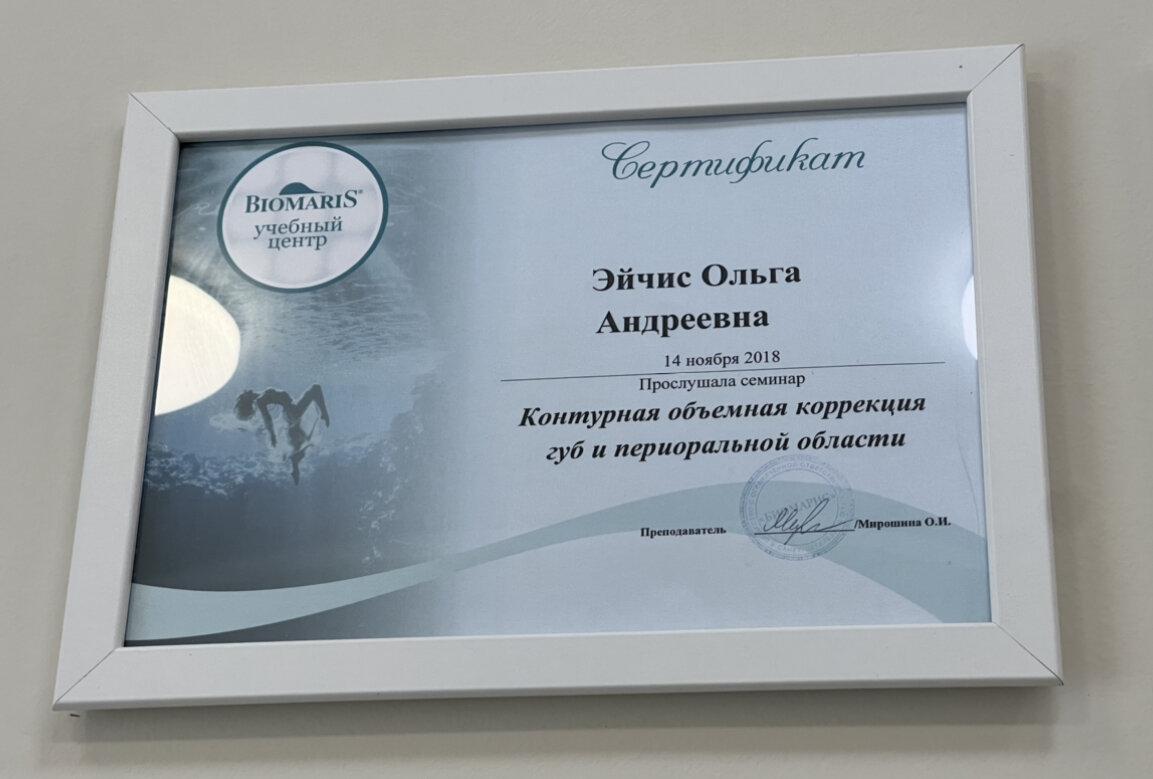 BIOMARIS®
учебный
центр
Сертификат
Эйчис Ольга
Андреевна
14 ноября 2018
Прослушала семинар
Контурная объемная коррекция
губ и периоральной области
БИОМАРИС
Преподаватель /Мирошина О.И.